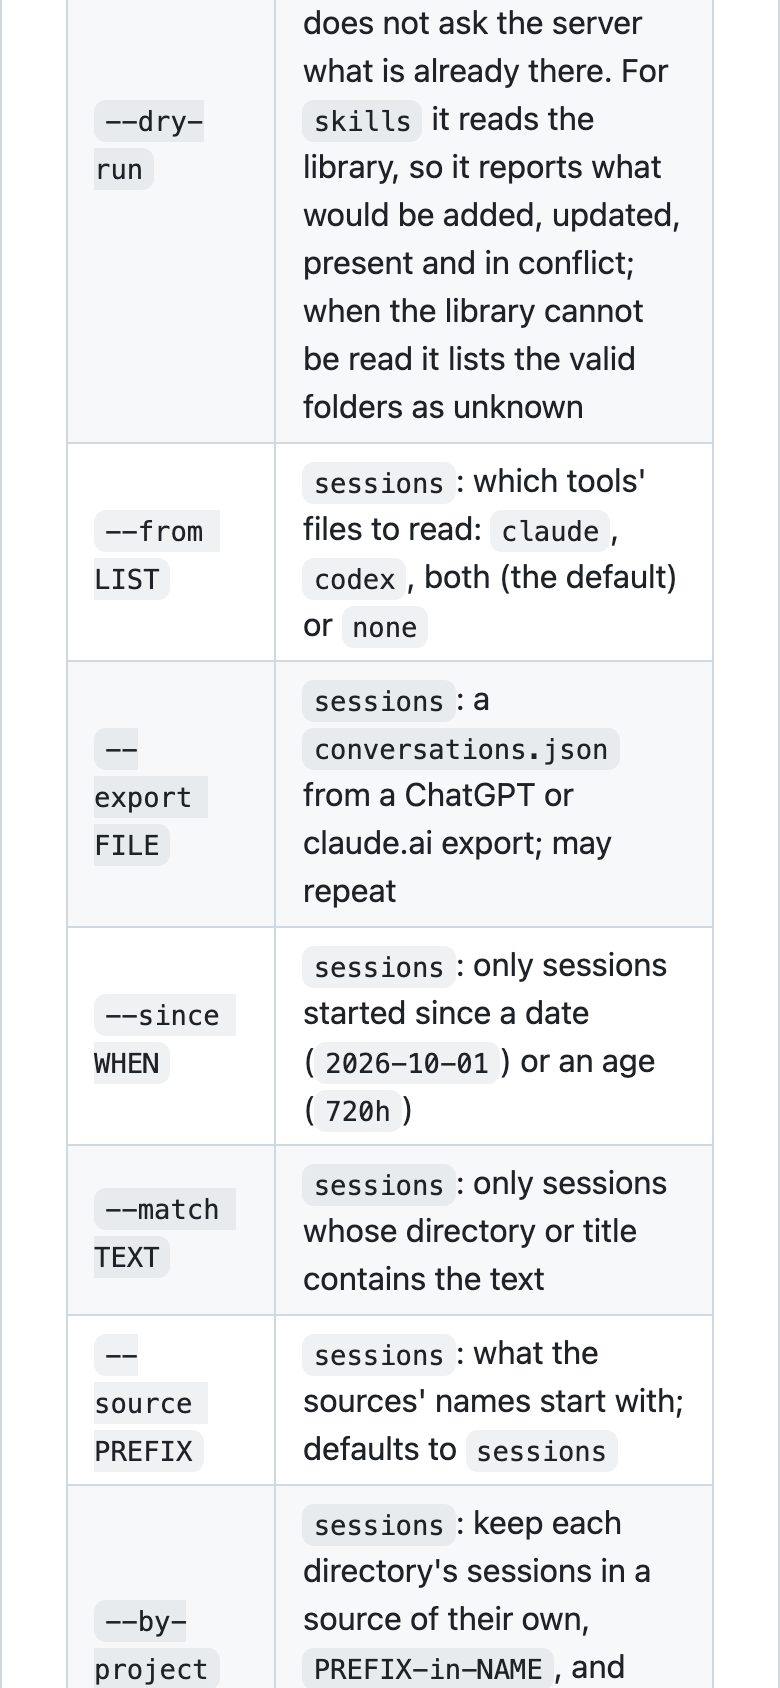 does not ask the server
what is already there. For
--dry-
run
skills it reads the
library, so it reports what
would be added, updated,
present and in conflict;
when the library cannot
be read it lists the valid
folders as unknown
--from
LIST
sessions: which tools'
files to read: claude,
codex, both (the default)
or none
--
export
FILE
sessions: a
conversations.json
from a ChatGPT or
claude.ai export; may
repeat
--since
WHEN
sessions: only sessions
started since a date
(2026-10-01) or an age
(720h)
--match
TEXT
sessions: only sessions
whose directory or title
contains the text
--
source
PREFIX
sessions: what the
sources' names start with;
defaults to sessions
--by-
project
sessions: keep each
directory's sessions in a
source of their own,
PREFIX-in-NAME, and